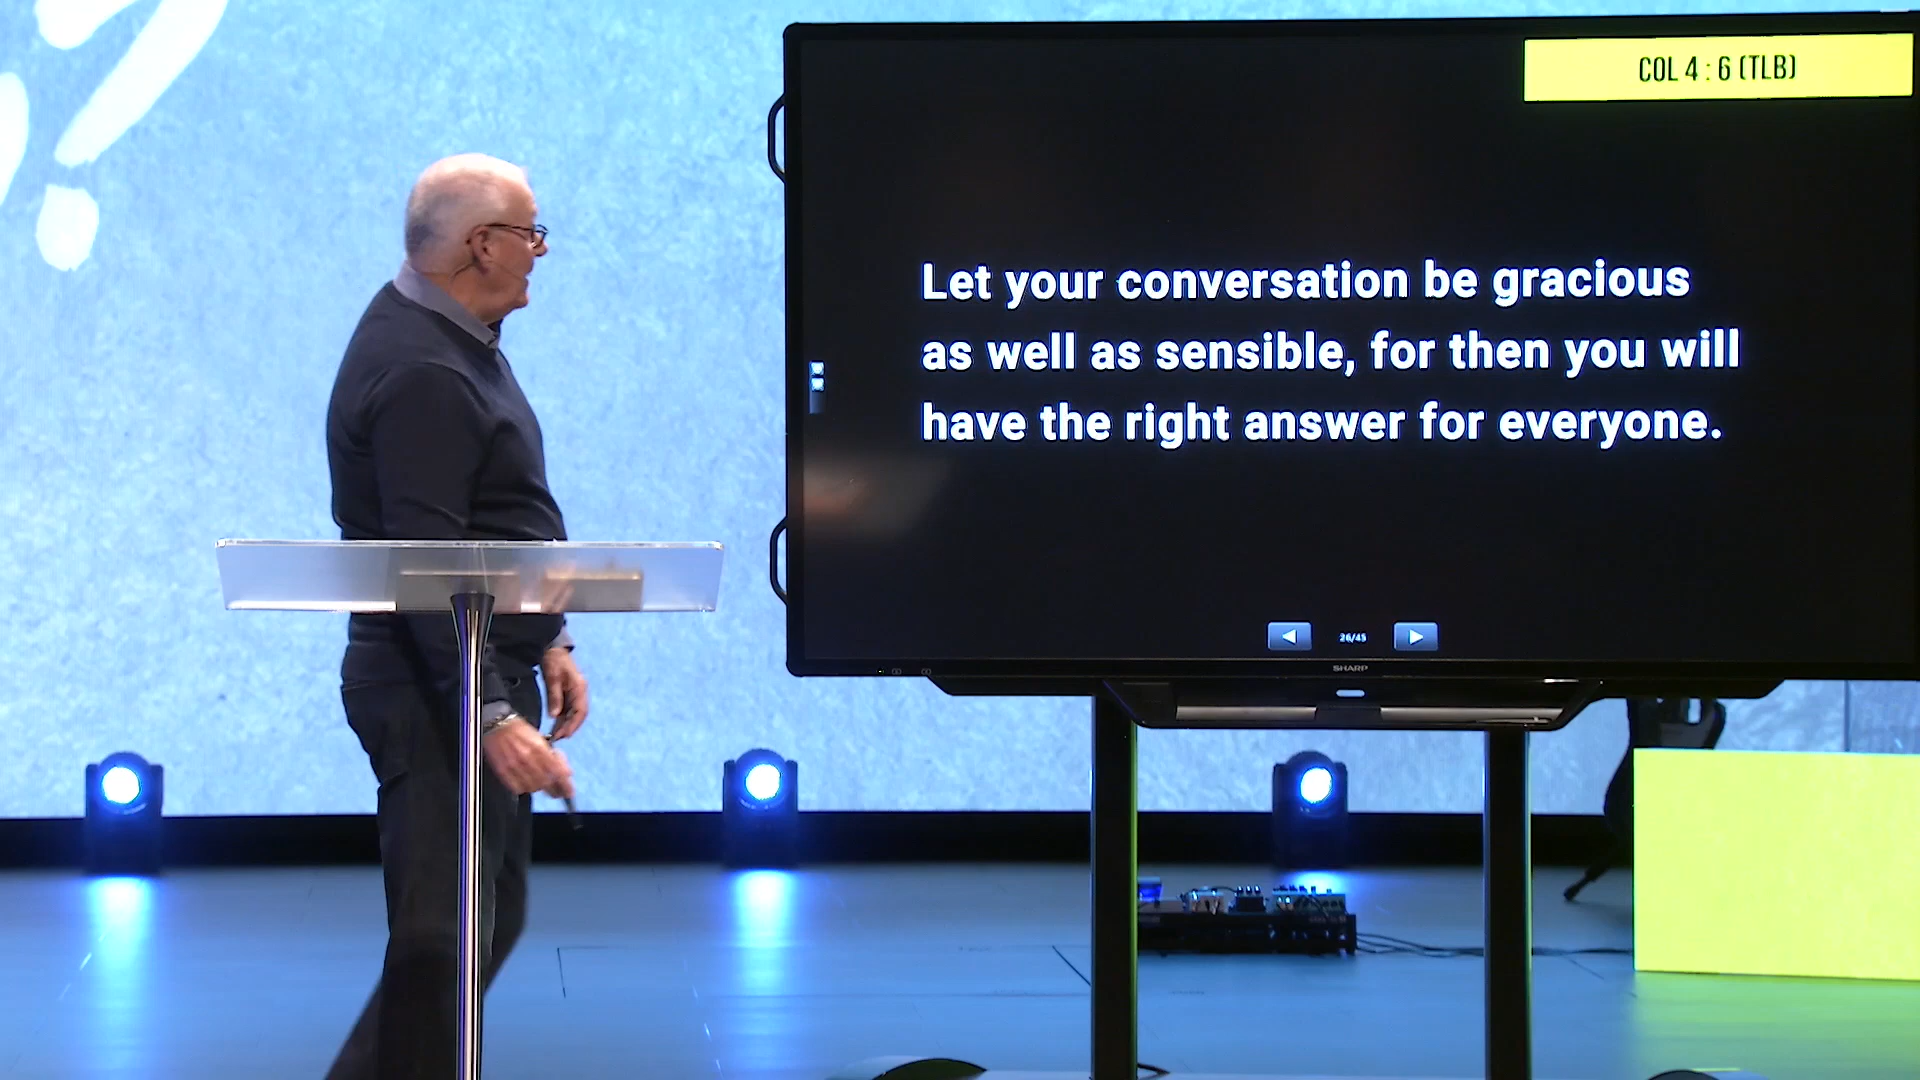 COL 4 : 6 (TLB)
Let your conversation be gracious
as well as sensible, for then you will
have the right answer for everyone.
26/45
SHARP